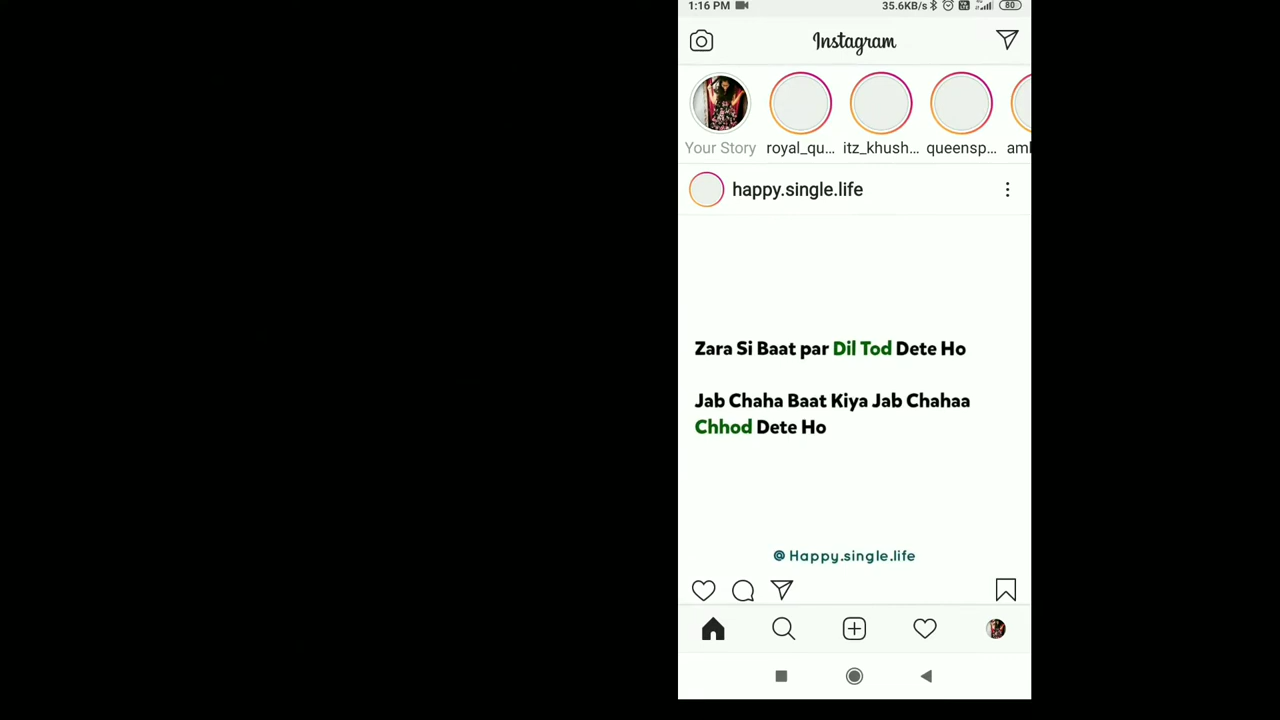 1:16 PM 35.6KB/s 80
Instagram
Your Story royal_qu... itz_khush... queensp... aml
happy.single.life
Zara Si Baat par Dil Tod Dete Ho
Jab Chaha Baat Kiya Jab Chahaa
Chhod Dete Ho
@ Happy.single.life